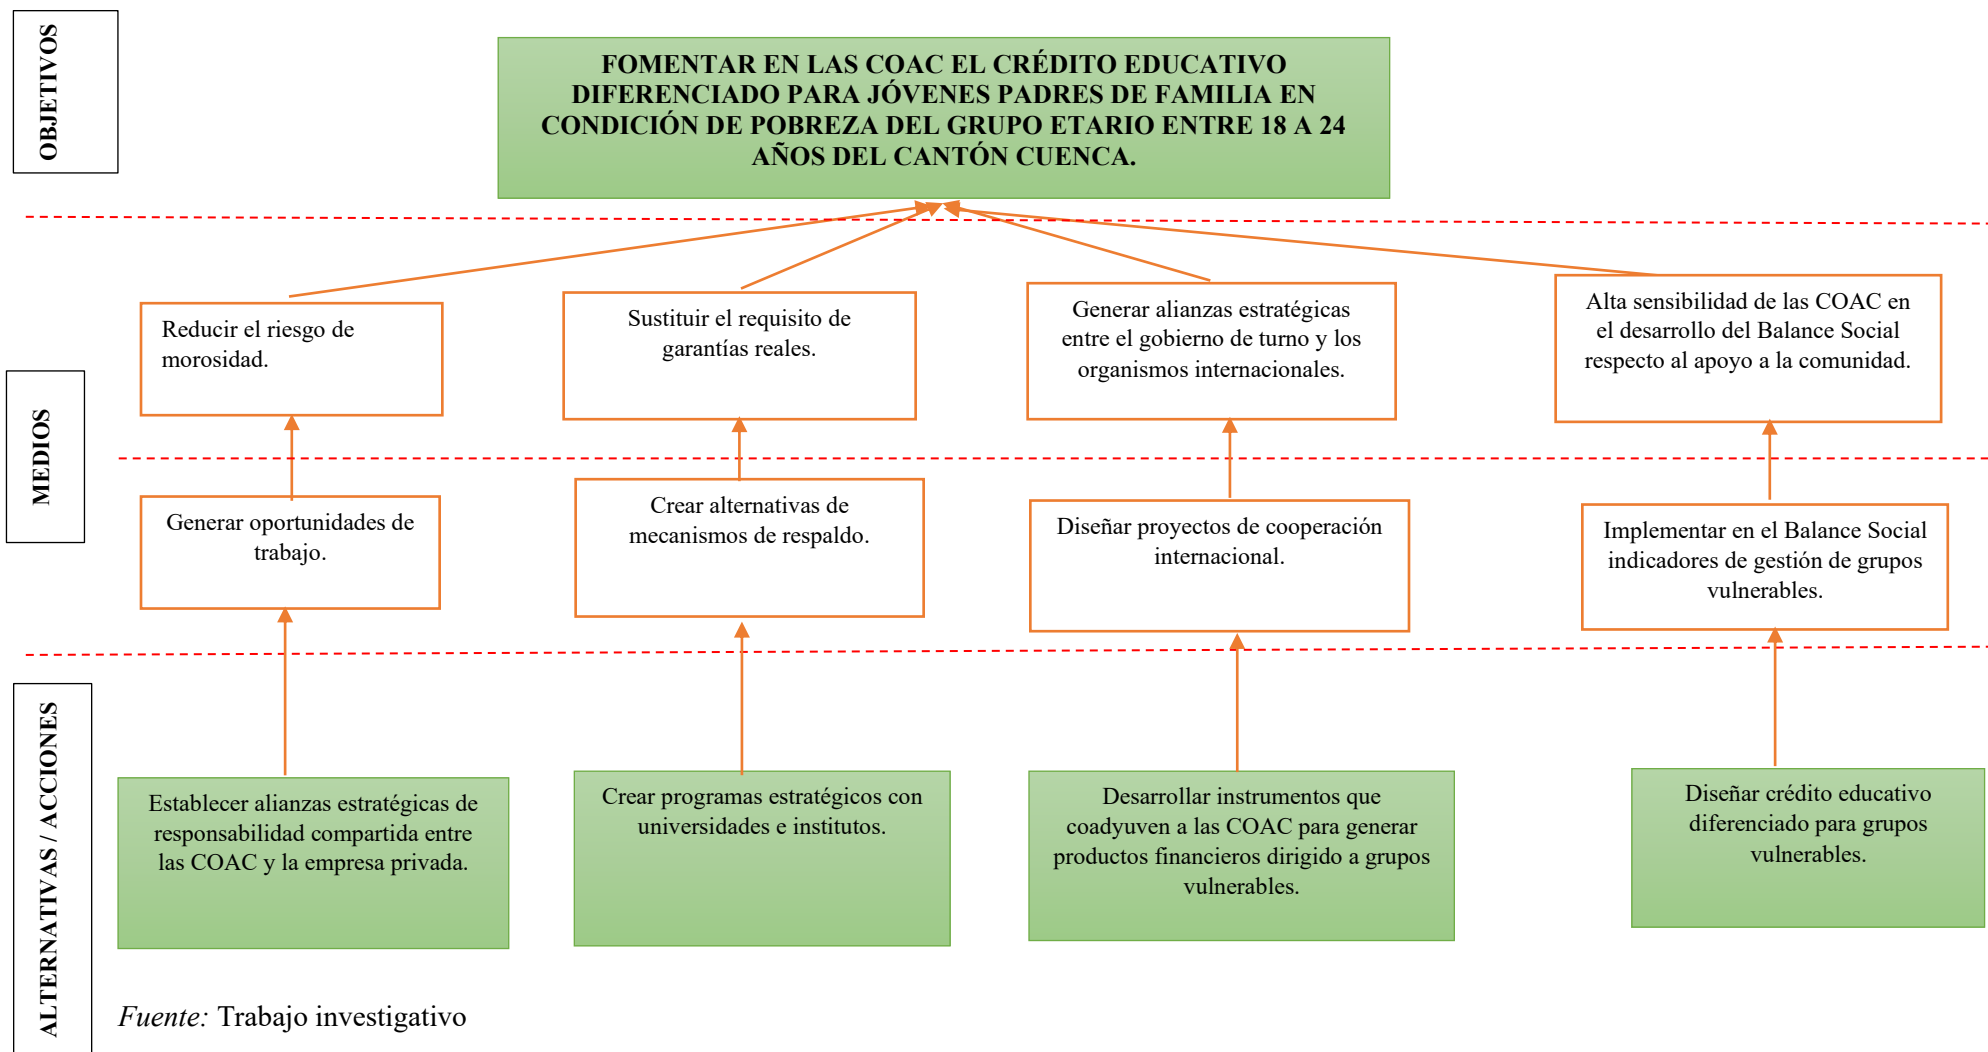 OBJETIVOS
FOMENTAR EN LAS COAC EL CRÉDITO EDUCATIVO
DIFERENCIADO PARA JÓVENES PADRES DE FAMILIA EN
CONDICIÓN DE POBREZA DEL GRUPO ETARIO ENTRE 18 A 24
AÑOS DEL CANTÓN CUENCA.
MEDIOS
Reducir el riesgo de
morosidad.
Sustituir el requisito de
garantías reales.
Generar alianzas estratégicas
entre el gobierno de turno y los
organismos internacionales.
Alta sensibilidad de las COAC en
el desarrollo del Balance Social
respecto al apoyo a la comunidad.
Generar oportunidades de
trabajo.
Crear alternativas de
mecanismos de respaldo.
Diseñar proyectos de cooperación
internacional.
Implementar en el Balance Social
indicadores de gestión de grupos
vulnerables.
ALTERNATIVAS / ACCIONES
Establecer alianzas estratégicas de
responsabilidad compartida entre
las COAC y la empresa privada.
Crear programas estratégicos con
universidades e institutos.
Desarrollar instrumentos que
coadyuven a las COAC para generar
productos financieros dirigido a grupos
vulnerables.
Diseñar crédito educativo
diferenciado para grupos
vulnerables.
Fuente: Trabajo investigativo